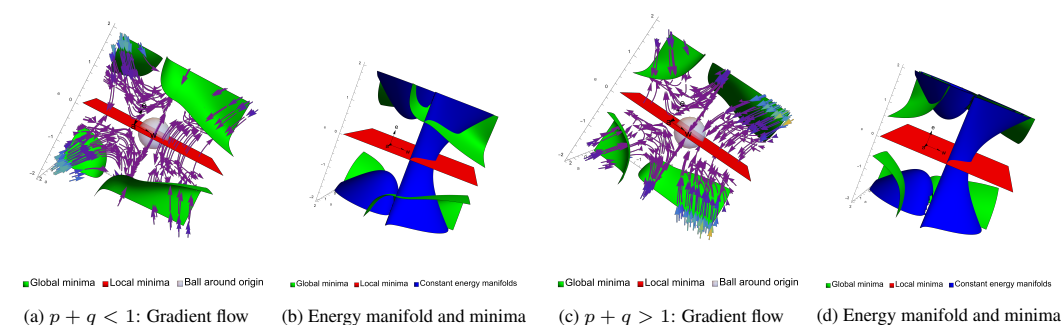 Global minima Local minima Ball around origin
Global minima Local minima Constant energy manifolds
Global minima Local minima Ball around origin
Global minima Local minima Constant energy manifolds
(a) p + q < 1: Gradient flow
(b) Energy manifold and minima
(c) p + q > 1: Gradient flow
(d) Energy manifold and minima